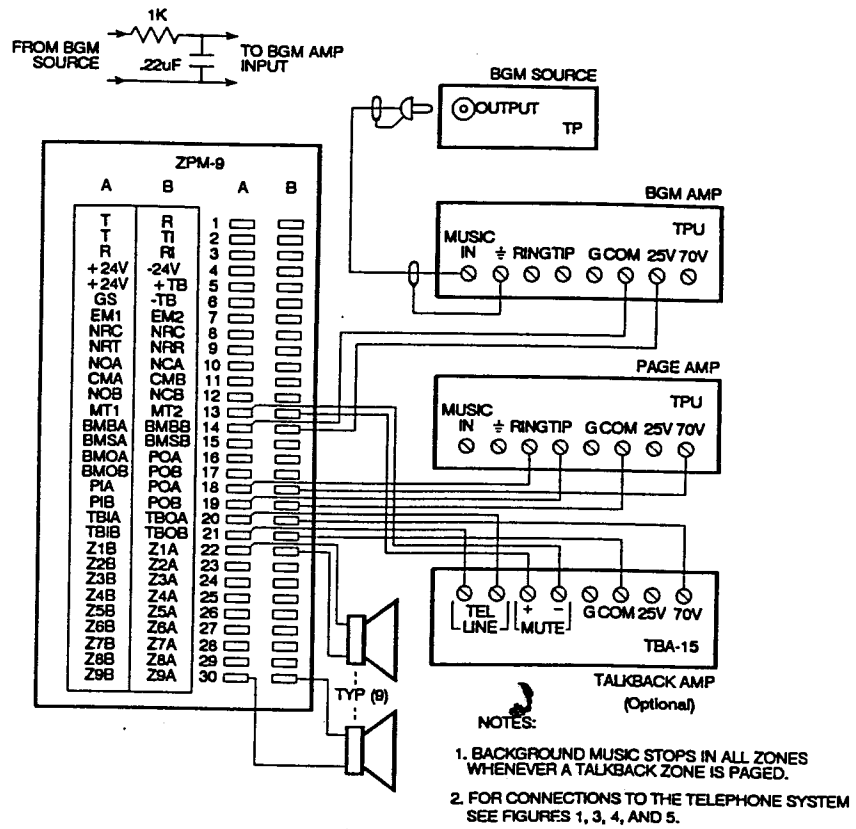 1K
FROM BGM
SOURCE
.22uF
TO BGM AMP
INPUT
BGM SOURCE
OUTPUT
TP
ZPM-9
A B A B
T R 1
T TI 2
R RI 3
+24V -24V 4
+24V +TB 5
GS -TB 6
EM1 EM2 7
NRC NRC 8
NRT NRR 9
NOA NCA 10
CMA CMB 11
NOB NCB 12
MT1 MT2 13
BMBA BMBB 14
BMSA BMSB 15
BMOA POA 16
BMOB POB 17
PIA POA 18
PIB POB 19
TBIA TBOA 20
TBIB TBOB 21
Z1B Z1A 22
Z2B Z2A 23
Z3B Z3A 24
Z4B Z4A 25
Z5B Z5A 26
Z6B Z6A 27
Z7B Z7A 28
Z8B Z8A 29
Z9B Z9A 30
BGM AMP
TPU
MUSIC
IN RING TIP G COM 25V 70V
PAGE AMP
TPU
MUSIC
IN RING TIP G COM 25V 70V
+ -
TEL
LINE
MUTE
G COM 25V 70V
TBA-15
TALKBACK AMP
(Optional)
TYP (9)
NOTES:
1. BACKGROUND MUSIC STOPS IN ALL ZONES
WHENEVER A TALKBACK ZONE IS PAGED.
2. FOR CONNECTIONS TO THE TELEPHONE SYSTEM
SEE FIGURES 1, 3, 4, AND 5.